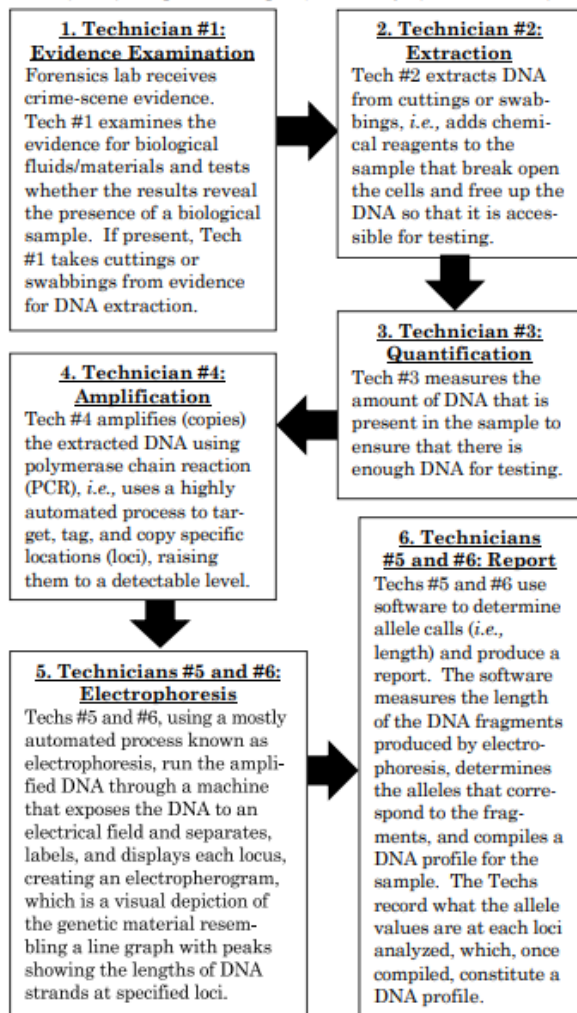 1. Technician #1:
Evidence Examination
Forensics lab receives
crime-scene evidence.
Tech #1 examines the
evidence for biological
fluids/materials and tests
whether the results reveal
the presence of a biological
sample. If present, Tech
#1 takes cuttings or
swabbings from evidence
for DNA extraction.
2. Technician #2:
Extraction
Tech #2 extracts DNA
from cuttings or swab-
bings, i.e., adds chemi-
cal reagents to the
sample that break open
the cells and free up the
DNA so that it is acces-
sible for testing.
3. Technician #3:
Quantification
Tech #3 measures the
amount of DNA that is
present in the sample to
ensure that there is
enough DNA for testing.
4. Technician #4:
Amplification
Tech #4 amplifies (copies)
the extracted DNA using
polymerase chain reaction
(PCR), i.e., uses a highly
automated process to tar-
get, tag, and copy specific
locations (loci), raising
them to a detectable level.
5. Technicians #5 and #6:
Electrophoresis
Techs #5 and #6, using a mostly
automated process known as
electrophoresis, run the ampli-
fied DNA through a machine
that exposes the DNA to an
electrical field and separates,
labels, and displays each locus,
creating an electropherogram,
which is a visual depiction of
the genetic material resem-
bling a line graph with peaks
showing the lengths of DNA
strands at specified loci.
6. Technicians
#5 and #6: Report
Techs #5 and #6 use
software to determine
allele calls (i.e.,
length) and produce a
report. The software
measures the length
of the DNA fragments
produced by electro-
phoresis, determines
the alleles that corre-
spond to the frag-
ments, and compiles a
DNA profile for the
sample. The Techs
record what the allele
values are at each loci
analyzed, which, once
compiled, constitute a
DNA profile.